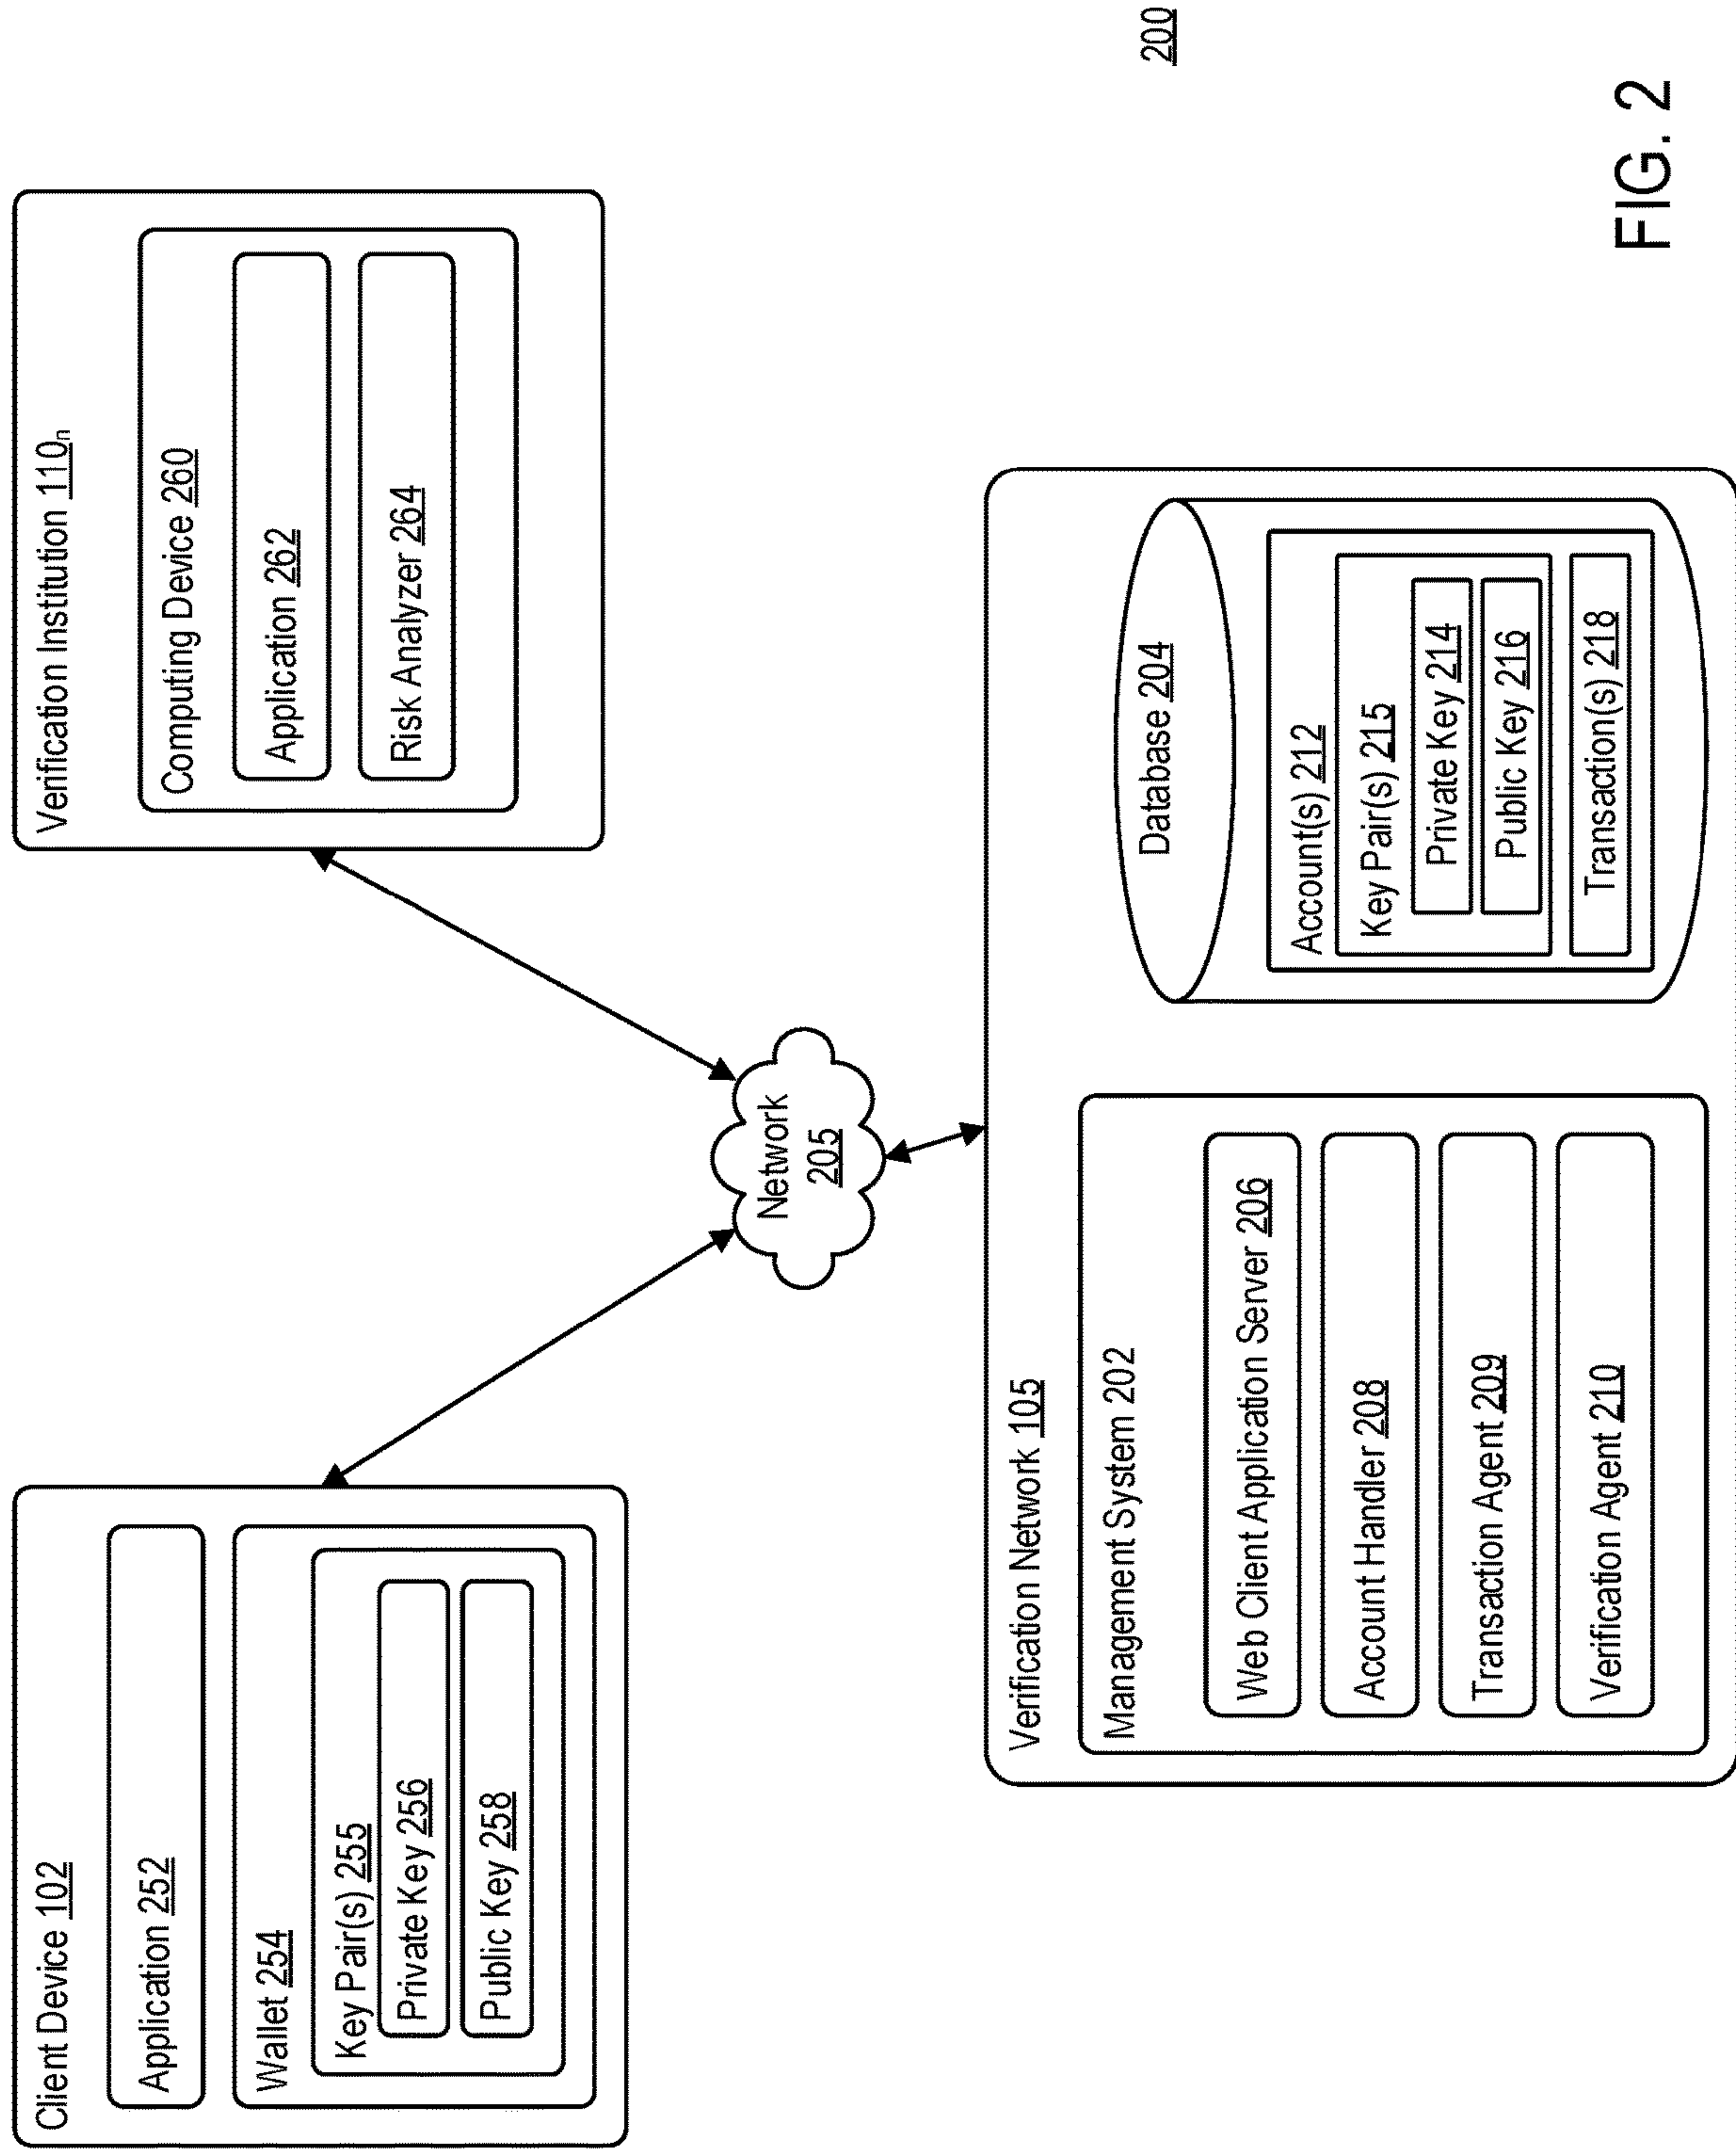 Client Device 102
Application 252
Wallet 254
Key Pair(s) 255
Private Key 256
Public Key 258
Verification Institution 110n
Computing Device 260
Application 262
Risk Analyzer 264
Network
205
Verification Network 105
Management System 202
Web Client Application Server 206
Account Handler 208
Transaction Agent 209
Verification Agent 210
Database 204
Account(s) 212
Key Pair(s) 215
Private Key 214
Public Key 216
Transaction(s) 218
200
FIG. 2